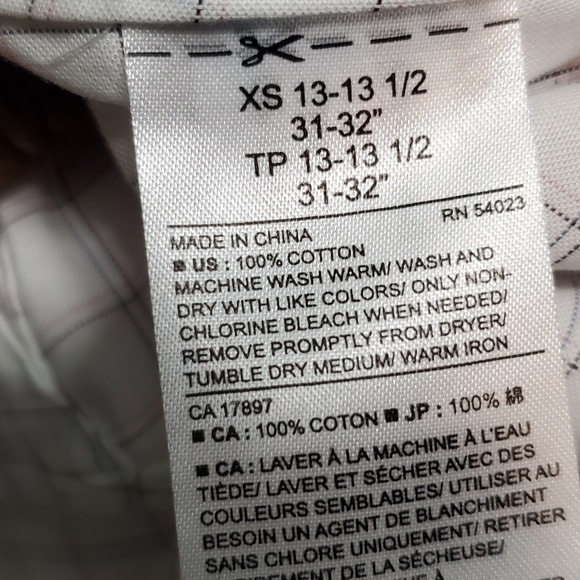 XS 13-13 1/2
31-32"
TP 13-13 1/2
31-32"
RN 54023
MADE IN CHINA
US : 100% COTTON
MACHINE WASH WARM/ WASH AND
DRY WITH LIKE COLORS/ ONLY NON-
CHLORINE BLEACH WHEN NEEDED/
REMOVE PROMPTLY FROM DRYER/
TUMBLE DRY MEDIUM/ WARM IRON
CA 17897
CA : 100% COTON JP : 100% 綿
CA : LAVER À LA MACHINE À L'EAU
TIÈDE/ LAVER ET SÉCHER AVEC DES
COULEURS SEMBLABLES/ UTILISER AU
BESOIN UN AGENT DE BLANCHIMENT
SANS CHLORE UNIQUEMENT/ RETIRER
DE LA SÉCHEUSE/